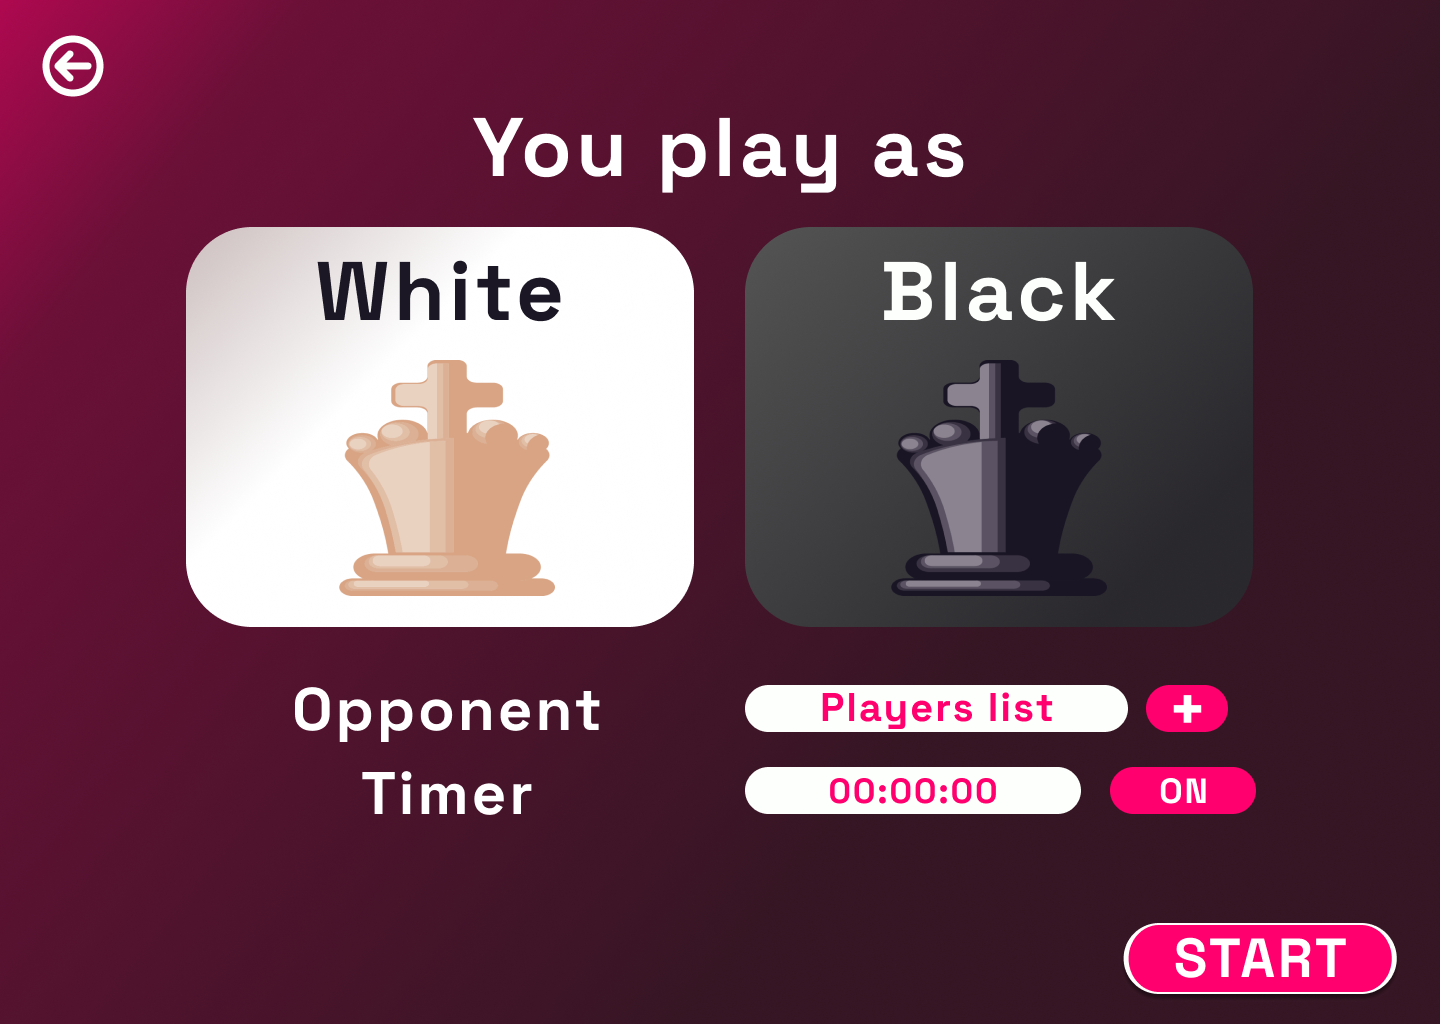 You play as
White
Black
Opponent
Players list
+
Timer
00:00:00
ON
START